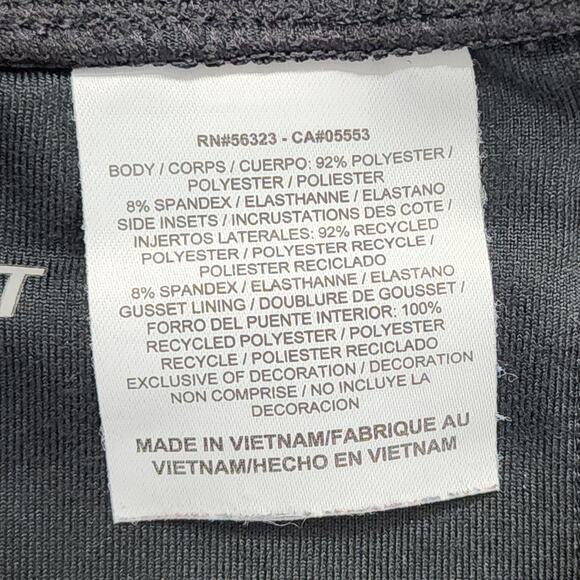 RN#56323 - CA#05553
BODY / CORPS / CUERPO: 92% POLYESTER /
POLYESTER / POLIESTER
8% SPANDEX / ELASTHANNE / ELASTANO
SIDE INSETS / INCRUSTATIONS DES COTE /
INJERTOS LATERALES: 92% RECYCLED
POLYESTER / POLYESTER RECYCLE /
POLIESTER RECICLADO
8% SPANDEX / ELASTHANNE / ELASTANO
GUSSET LINING / DOUBLURE DE GOUSSET /
FORRO DEL PUENTE INTERIOR: 100%
RECYCLED POLYESTER / POLYESTER
RECYCLE / POLIESTER RECICLADO
EXCLUSIVE OF DECORATION / DECORATION
NON COMPRISE / NO INCLUYE LA
DECORACION
MADE IN VIETNAM/FABRIQUE AU
VIETNAM/HECHO EN VIETNAM
T